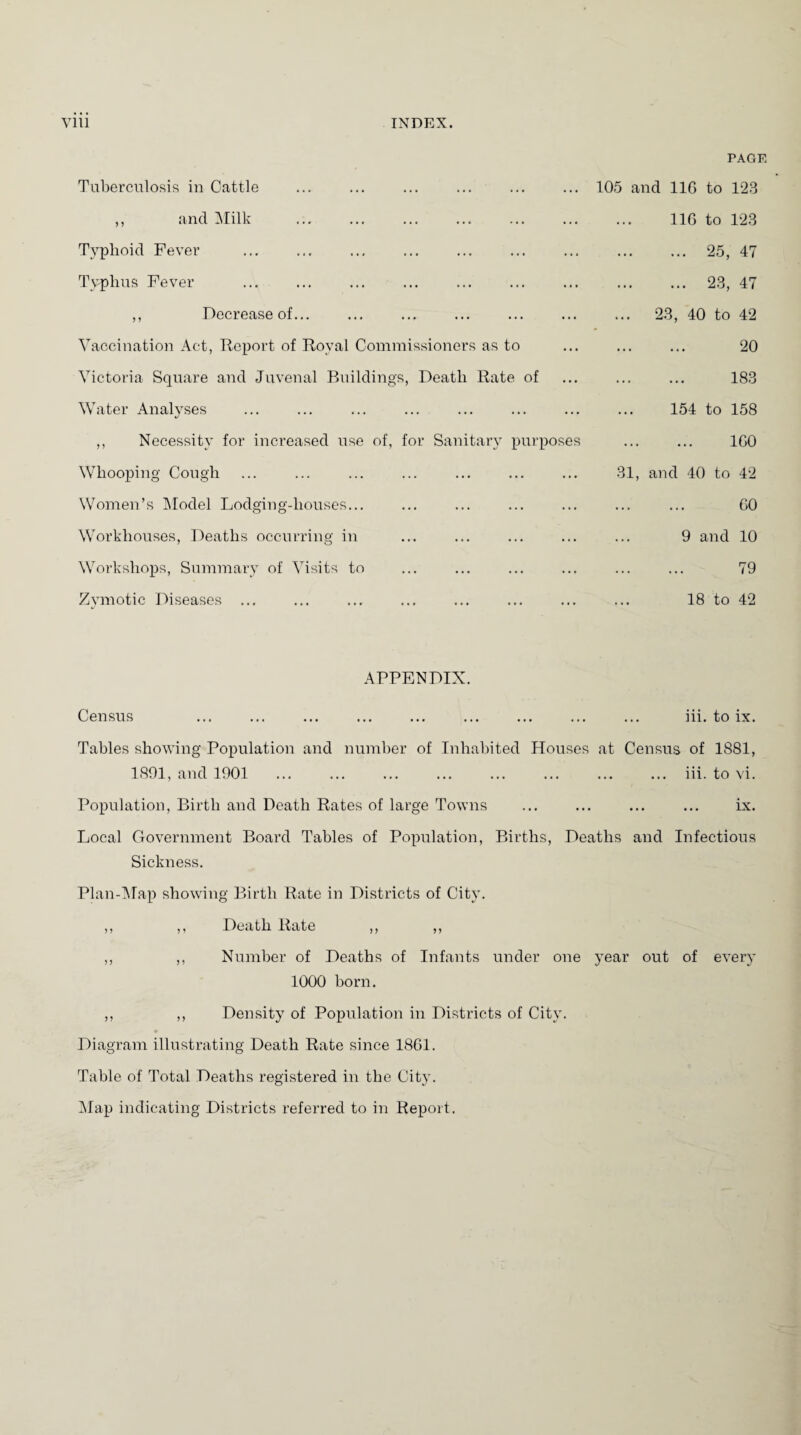 viii INDEX.
PAGE
Tuberculosis in Cattle ... ... ... ... ... ... 105 and 116 to 123
,, and Milk ... ... ... ... ... ... ... 116 to 123
Typhoid Fever ... ... ... ... ... ... ... ... ... 25, 47
Typhus Fever ... ... ... ... ... ... ... ... ... 23, 47
,, Decrease of... ... ... ... ... ... ... 23, 40 to 42
Vaccination Act, Report of Royal Commissioners as to ... ... ... 20
Victoria Square and Juvenal Buildings, Death Rate of ... ... ... 183
Water Analyses ... ... ... ... ... ... ... ... 154 to 158
,, Necessity for increased use of, for Sanitary purposes ... ... 160
Whooping Cough ... ... ... ... ... ... ... 31, and 40 to 42
Women's Model Lodging-houses... ... ... ... ... ... ... 60
Workhouses, Deaths occurring in ... ... ... ... ... 9 and 10
Workshops, Summary of Visits to ... ... ... ... ... ... 79
Zymotic Diseases ... ... ... ... ... ... ... ... 18 to 42
APPENDIX.
Census ... ... ... ... ... ... ... ... ... iii. to ix.
Tables showing Population and number of Inhabited Houses at Census of 1881,
1891, and 1901 ... ... ... ... ... ... ... ... iii. to vi.
Population, Birth and Death Rates of large Towns ... ... ... ... ix.
Local Government Board Tables of Population, Births, Deaths and Infectious
Sickness.
Plan-Map showing Birth Rate in Districts of City.
,, ,, Death Rate ,, ,,
,, ,, Number of Deaths of Infants under one year out of every
1000 born.
,, ,, Density of Population in Districts of City.
Diagram illustrating Death Rate since 1861.
Table of Total Deaths registered in the City.
Map indicating Districts referred to in Report.